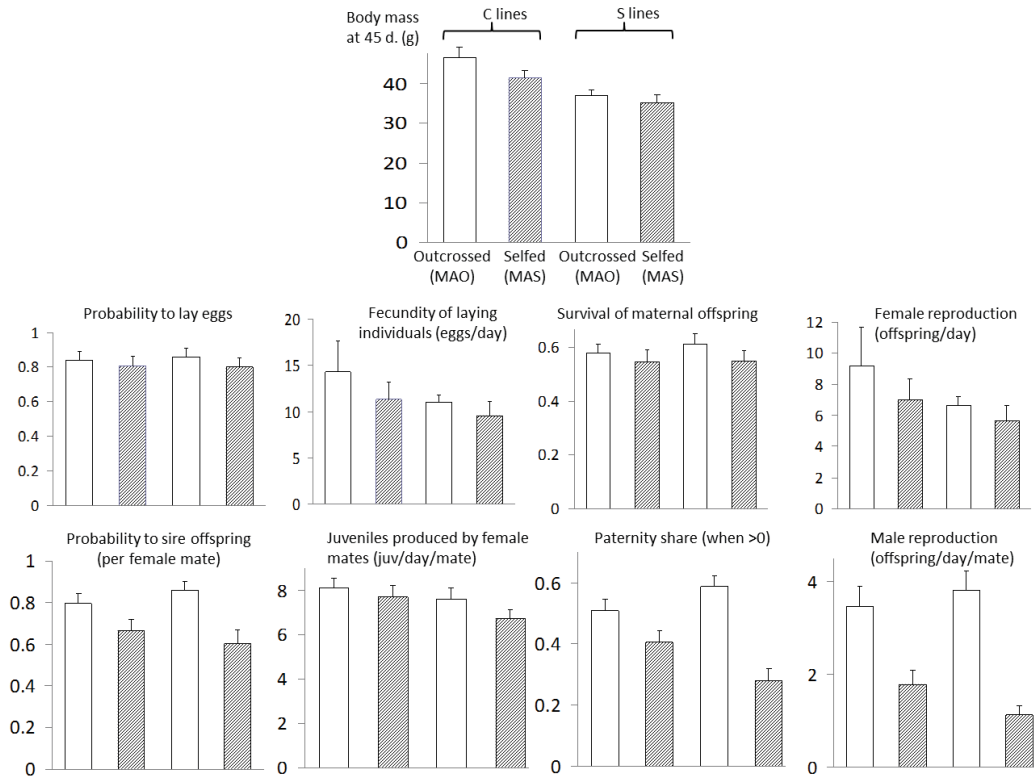 Body mass
at 45 d. (g)
C lines
S lines
40
30
20
10
0
Outcrossed
(MAO)
Selfed
(MAS)
Outcrossed
(MAO)
Selfed
(MAS)
Probability to lay eggs
1
0.8
0.6
0.4
0.2
0
Fecundity of laying
individuals (eggs/day)
20
15
10
5
0
Survival of maternal offspring
0.6
0.4
0.2
0
Female reproduction
(offspring/day)
12
10
8
6
4
2
0
Probability to sire offspring
(per female mate)
1
0.8
0.6
0.4
0.2
0
Juveniles produced by female
mates (juv/day/mate)
8
6
4
2
0
Paternity share (when >0)
0.6
0.4
0.2
0
Male reproduction
(offspring/day/mate)
4
2
0